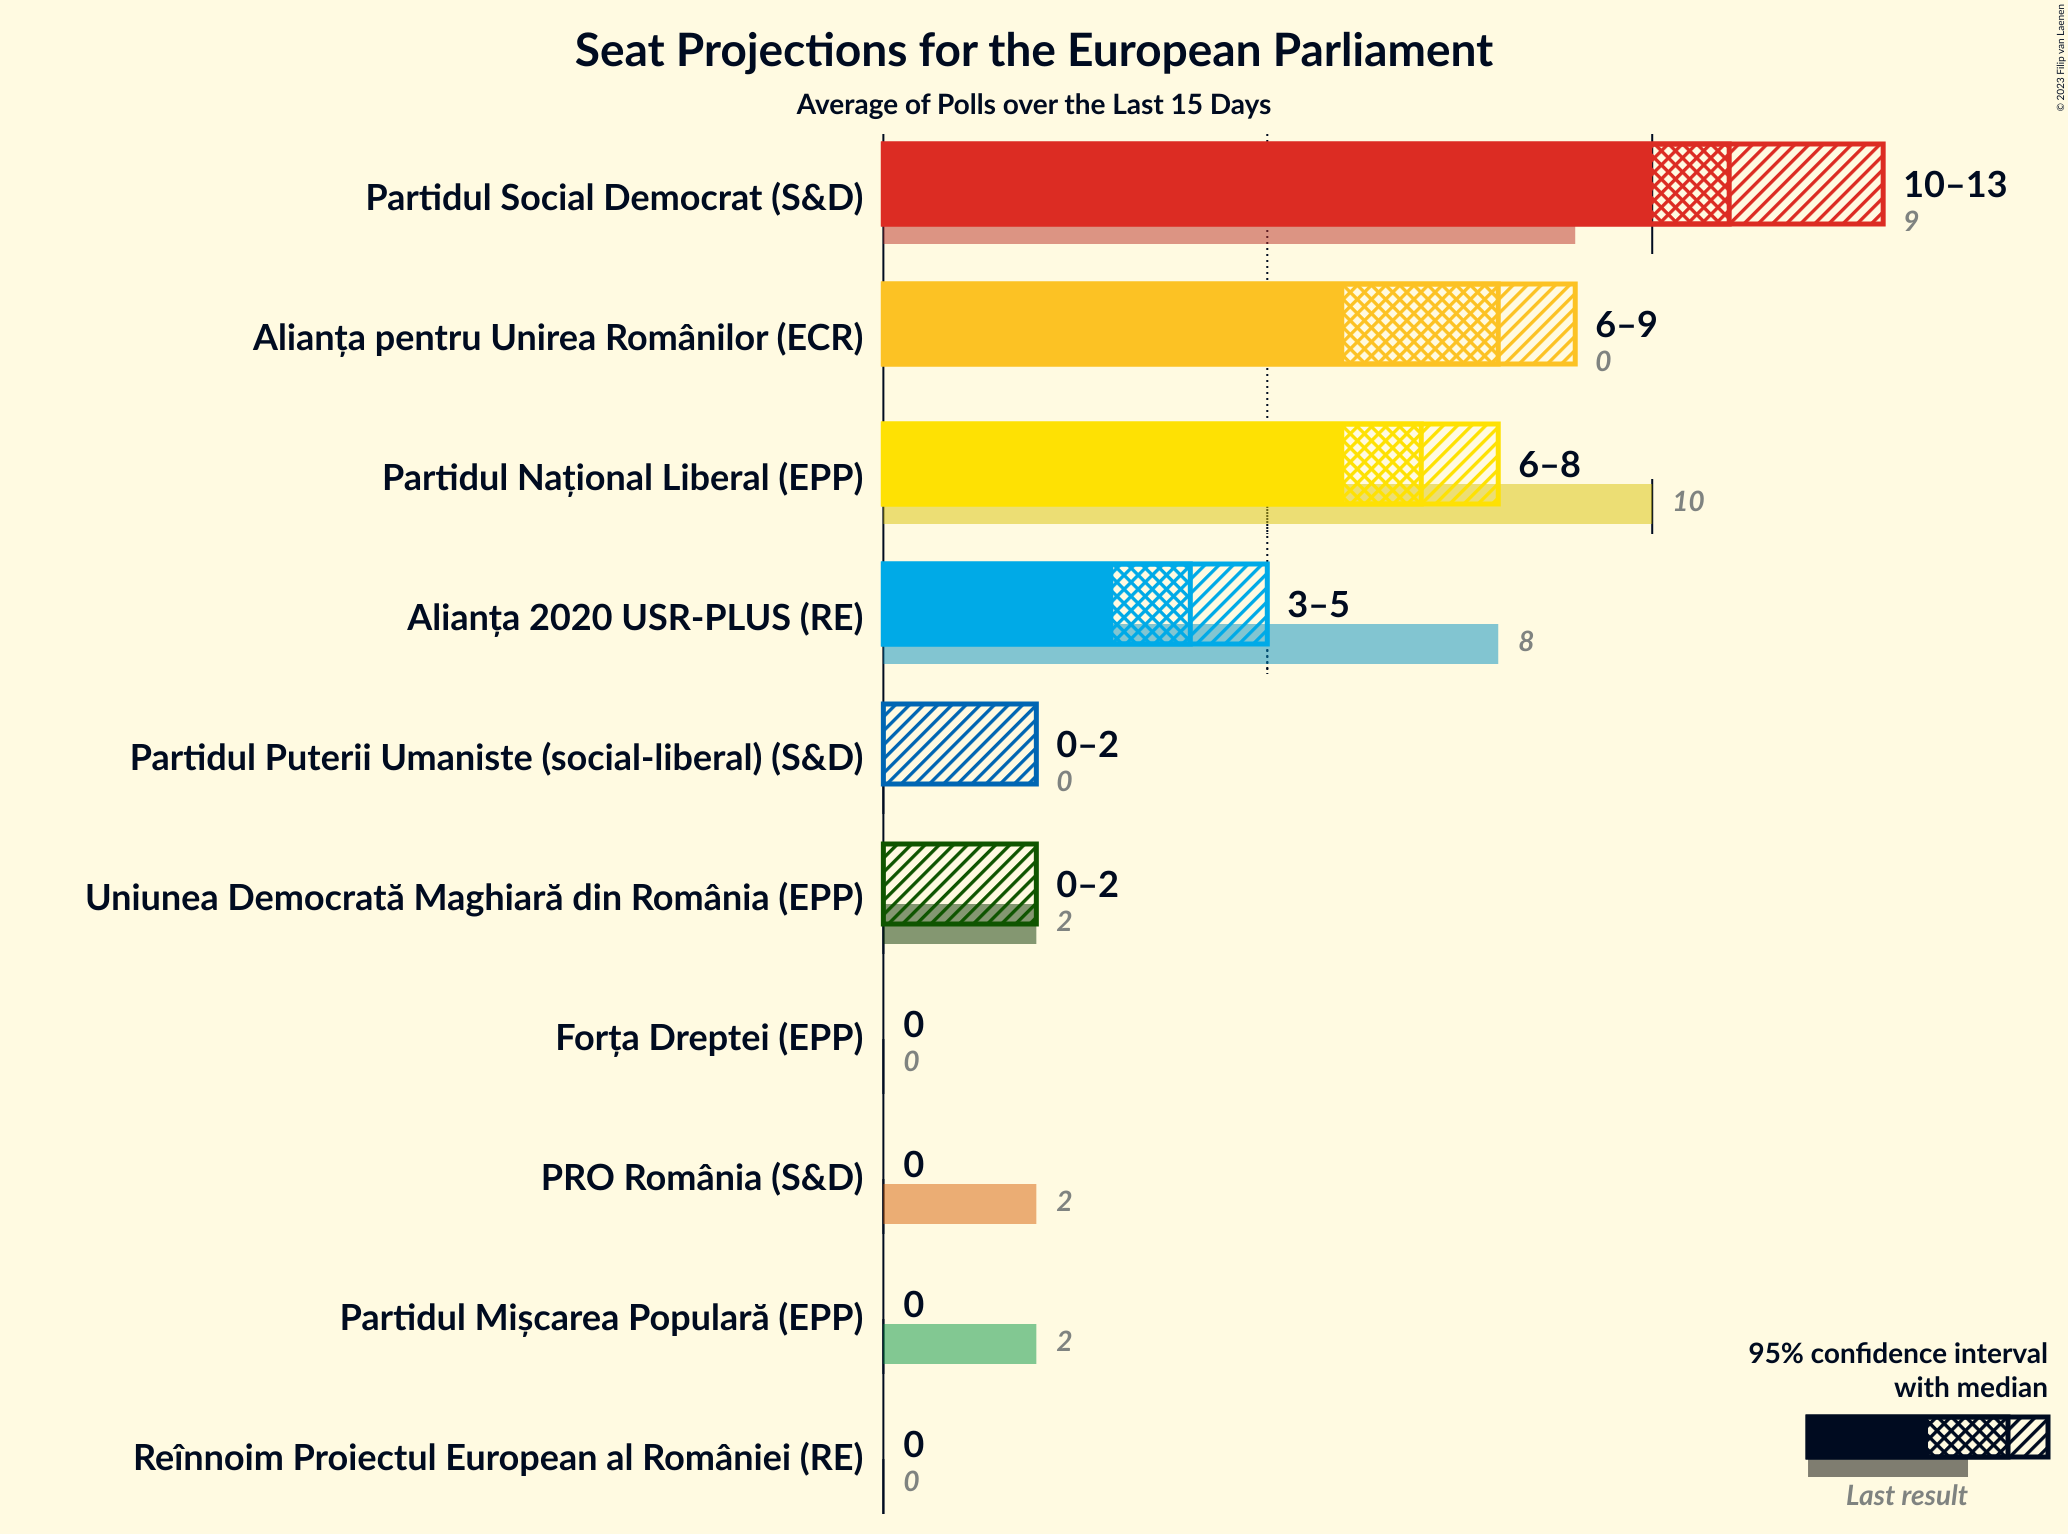 Seat Projections for the European Parliament
Average of Polls over the Last 15 Days
© 2023 Filip van Laenen
Partidul Social Democrat (S&D)
10–13
9
Alianța pentru Unirea Românilor (ECR)
6–9
0
Partidul Național Liberal (EPP)
6–8
10
Alianța 2020 USR-PLUS (RE)
3–5
8
Partidul Puterii Umaniste (social-liberal) (S&D)
0–2
0
Uniunea Democrată Maghiară din România (EPP)
0–2
2
Forța Dreptei (EPP)
0
0
PRO România (S&D)
0
2
Partidul Mișcarea Populară (EPP)
0
2
Reînnoim Proiectul European al României (RE)
0
0
95% confidence interval
with median
Last result